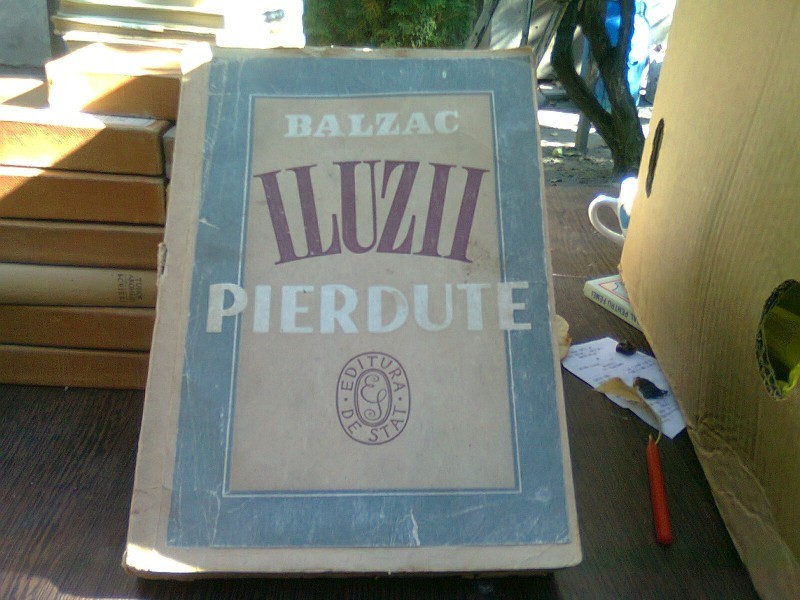 BALZAC
ILUZII
PIERDUTE
EDITURA
DE STAT